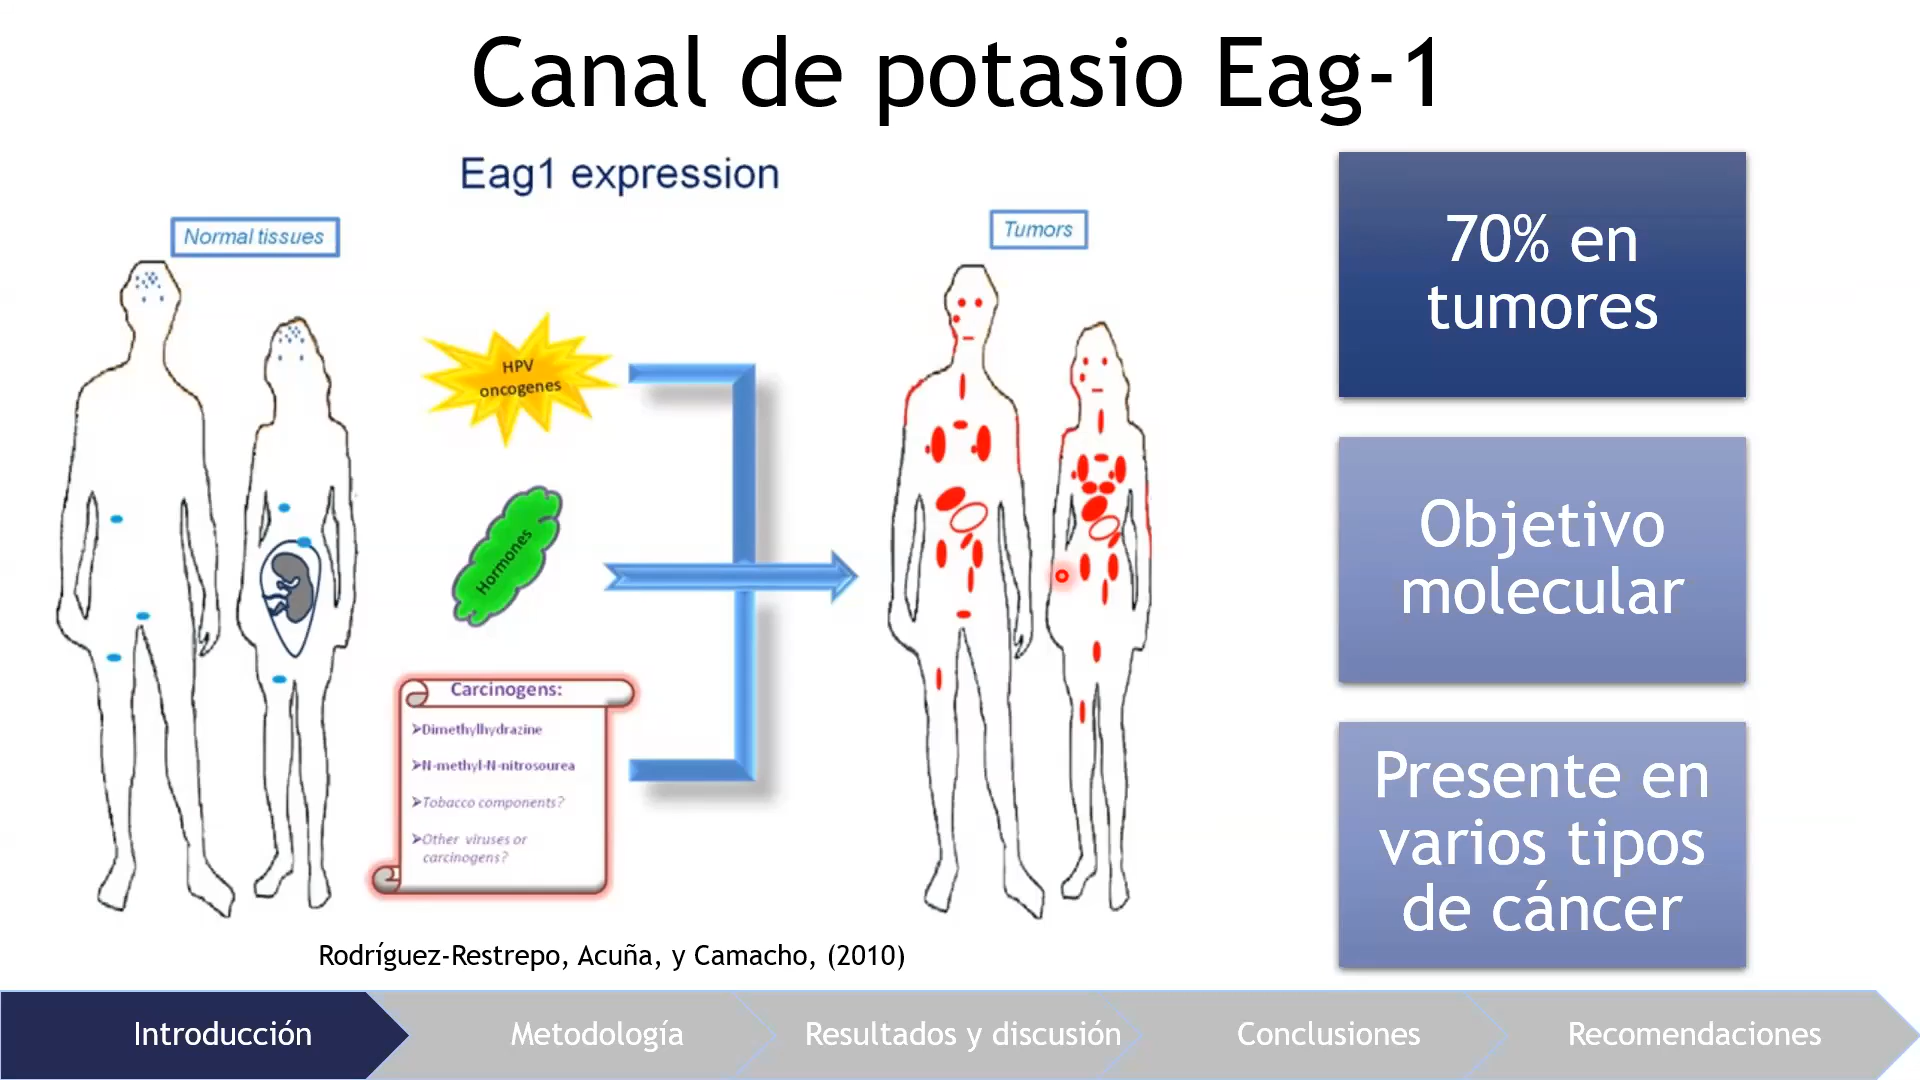 Canal de potasio Eag-1
Eag1 expression
Normal tissues
Tumors
HPV
oncogenes
Hormones
Carcinogens:
➢Dimethylhydrazine
➢N-methyl-N-nitrosourea
➢Tobacco components?
➢Other viruses or
carcinogens?
70% en
tumores
Objetivo
molecular
Presente en
varios tipos
de cáncer
Rodríguez-Restrepo, Acuña, y Camacho, (2010)
Introducción
Metodología
Resultados y discusión
Conclusiones
Recomendaciones